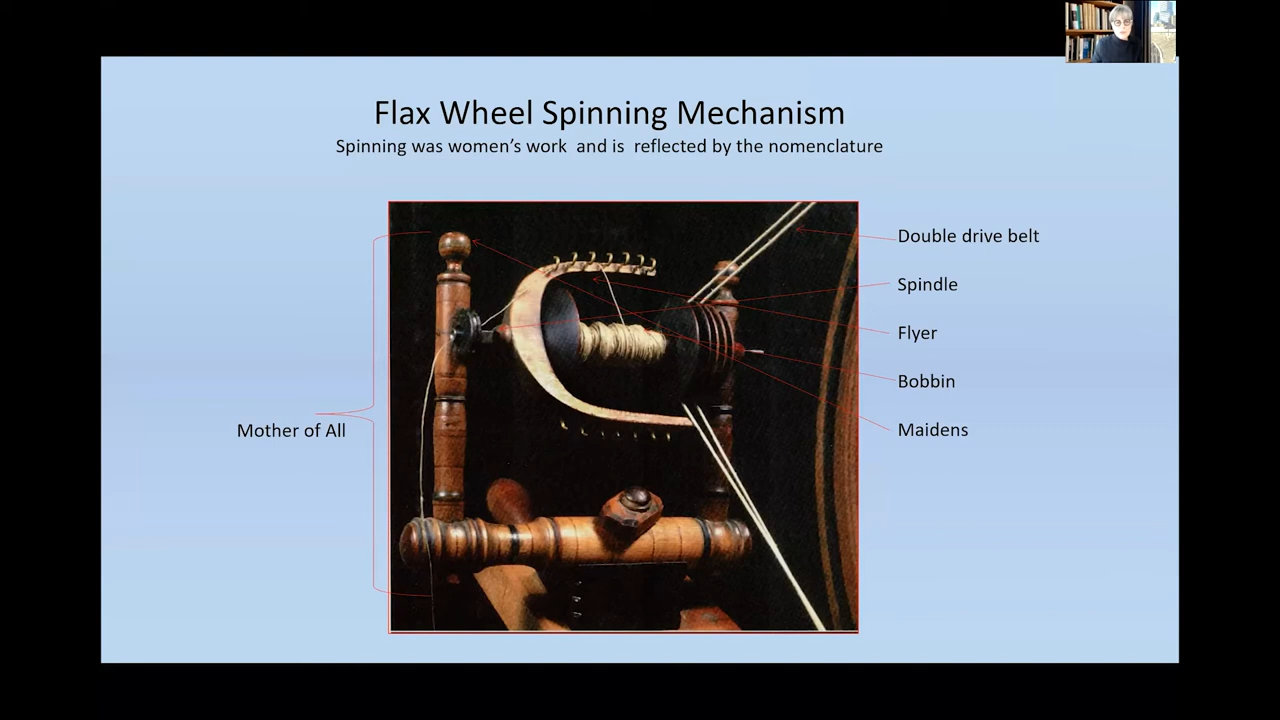 Flax Wheel Spinning Mechanism
Spinning was women's work and is reflected by the nomenclature
Double drive belt
Spindle
Flyer
Bobbin
Maidens
Mother of All